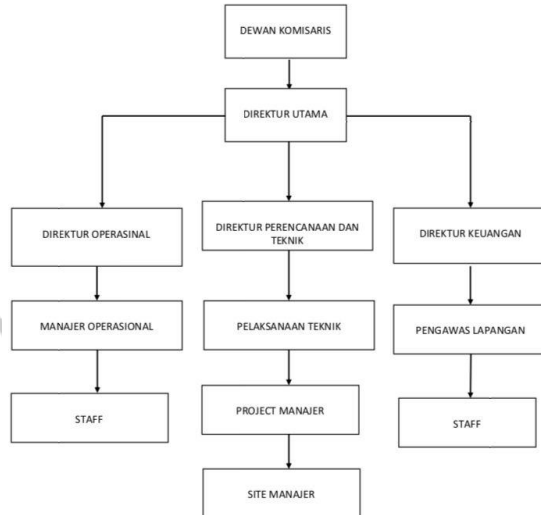 DEWAN KOMISARIS
DIREKTUR UTAMA
DIREKTUR OPERASINAL
DIREKTUR PERENCANAAN DAN
TEKNIK
DIREKTUR KEUANGAN
MANAJER OPERASIONAL
PELAKSANAAN TEKNIK
PENGAWAS LAPANGAN
STAFF
PROJECT MANAJER
STAFF
SITE MANAJER